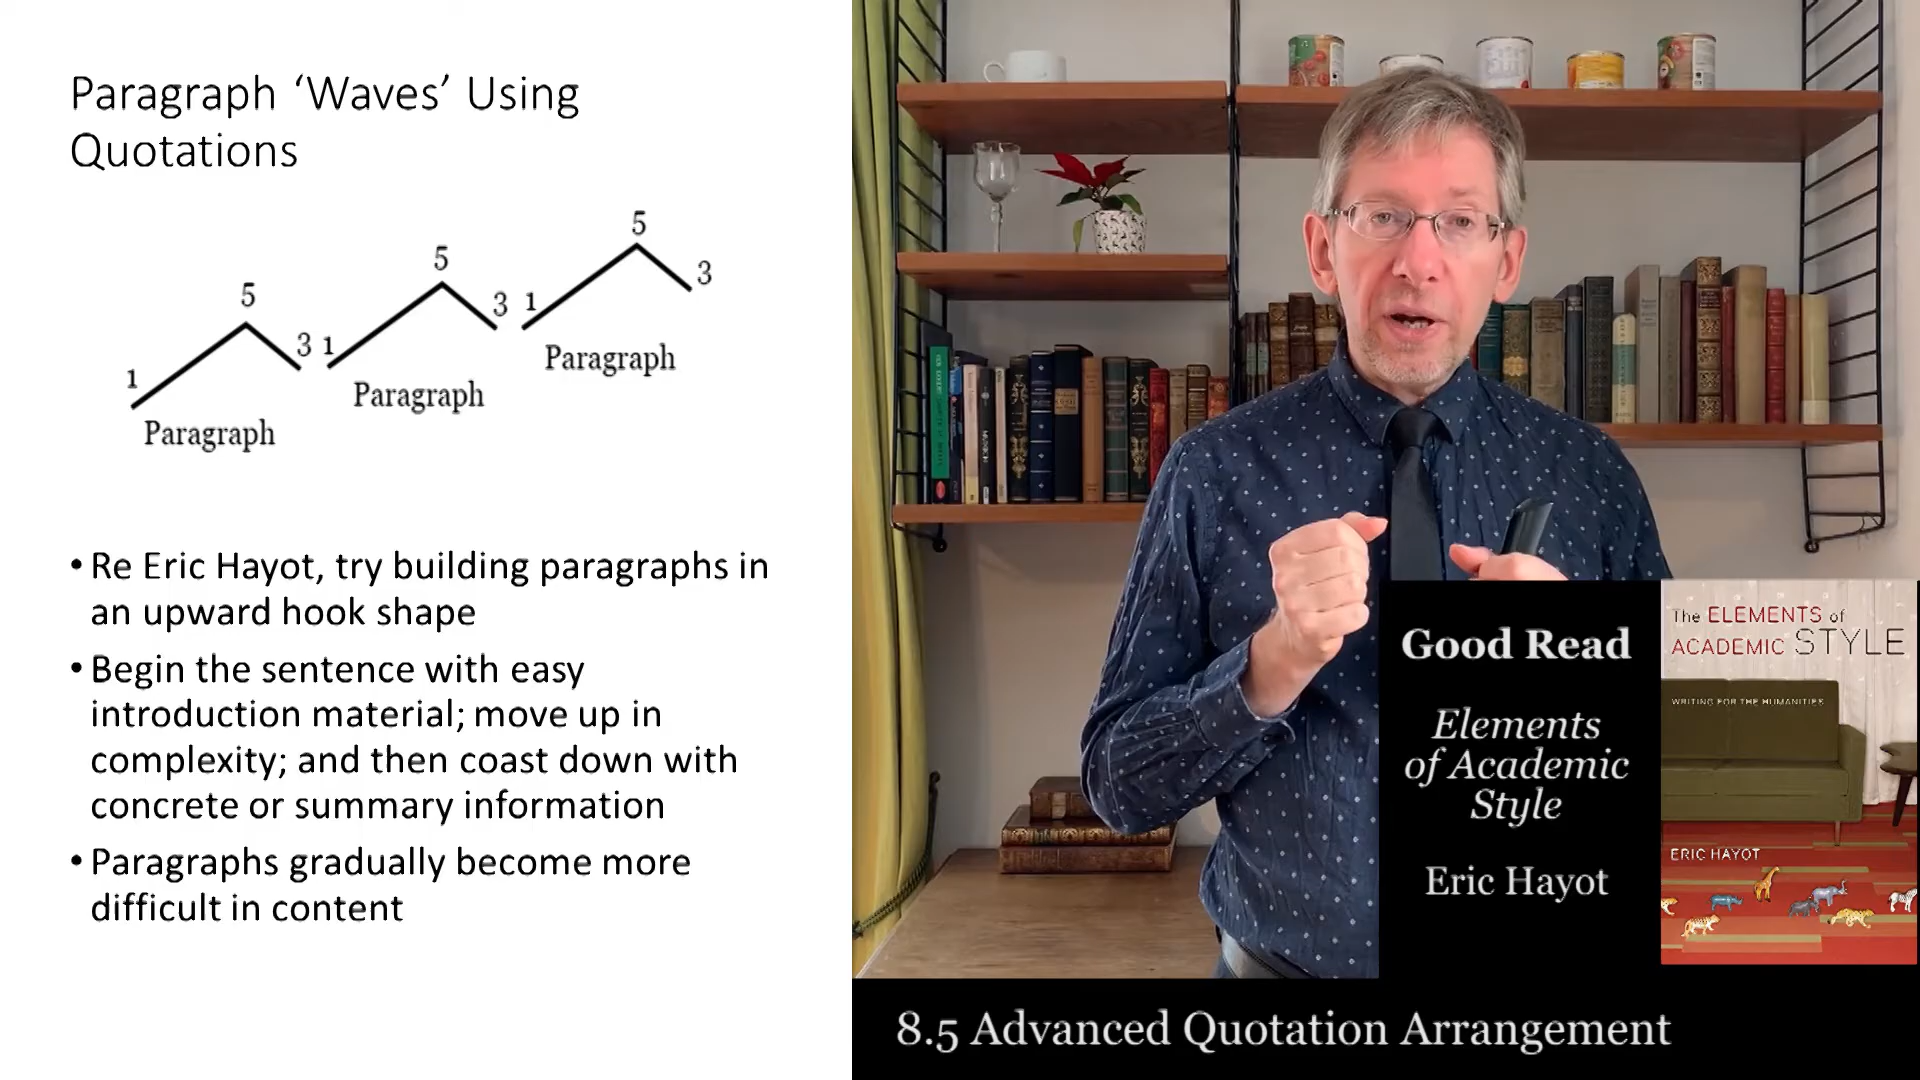 Paragraph ‘Waves’ Using
Quotations
1
5
3
Paragraph
1
5
3
Paragraph
1
5
3
Paragraph
• Re Eric Hayot, try building paragraphs in
an upward hook shape
• Begin the sentence with easy
introduction material; move up in
complexity; and then coast down with
concrete or summary information
• Paragraphs gradually become more
difficult in content
Good Read
Elements
of Academic
Style
Eric Hayot
The ELEMENTS of
ACADEMIC STYLE
WRITING FOR THE HUMANITIES
ERIC HAYOT
8.5 Advanced Quotation Arrangement